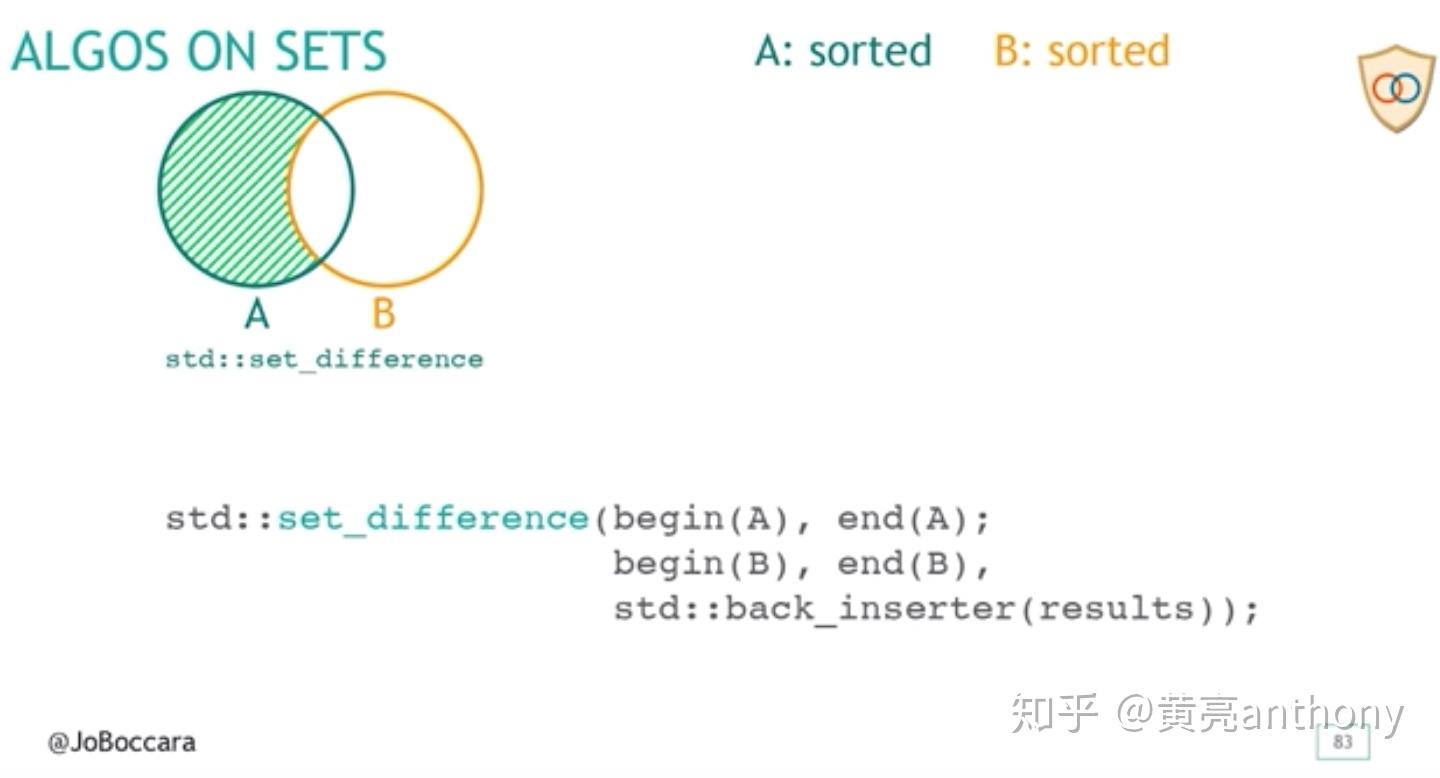 ALGOS ON SETS
A: sorted B: sorted
A B
std::set_difference
std::set_difference(begin(A), end(A);
begin(B), end(B),
std::back_inserter(results));
知乎 @黄亮anthony
@JoBoccara
83